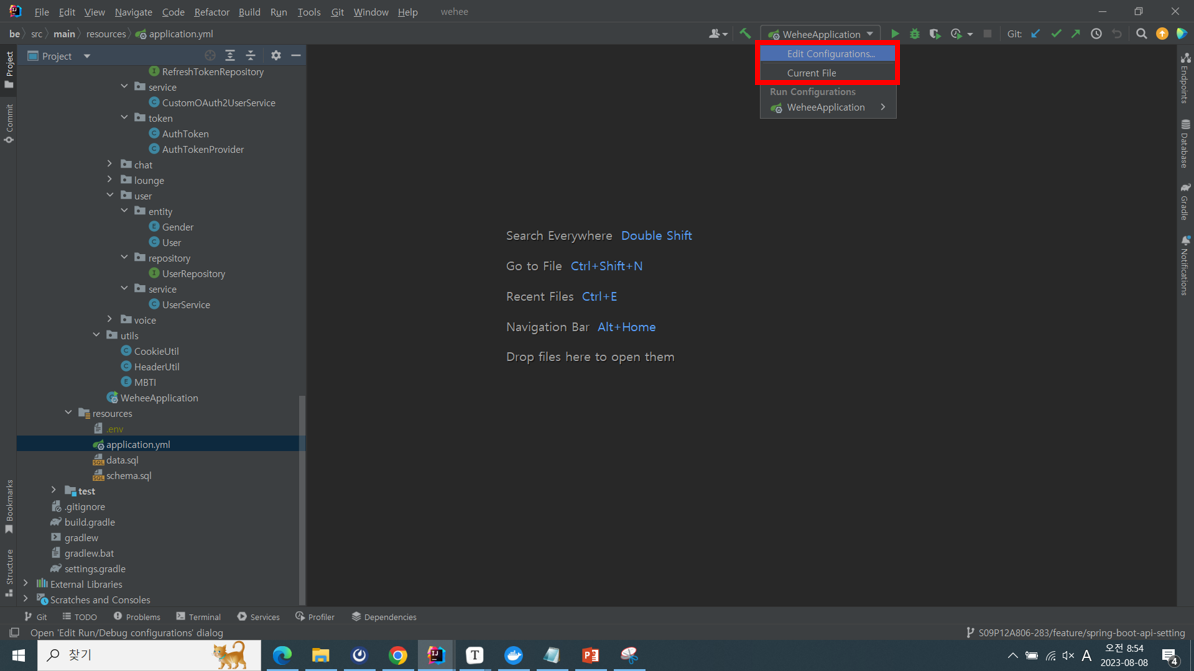 File Edit View Navigate Code Refactor Build Run Tools Git Window Help wehee
be src main resources application.yml WeheeApplication Git:
Project
Edit Configurations...
Current File
Run Configurations
WeheeApplication
RefreshTokenRepository
service
CustomOAuth2UserService
token
AuthToken
AuthTokenProvider
chat
lounge
user
entity
Gender
User
repository
UserRepository
service
UserService
voice
utils
CookieUtil
HeaderUtil
MBTI
WeheeApplication
resources
.env
application.yml
data.sql
schema.sql
test
.gitignore
build.gradle
gradlew
gradlew.bat
settings.gradle
External Libraries
Scratches and Consoles
Search Everywhere Double Shift
Go to File Ctrl+Shift+N
Recent Files Ctrl+E
Navigation Bar Alt+Home
Drop files here to open them
Project
Commit
Bookmarks
Structure
Endpoints
Database
Gradle
Notifications
Git TODO Problems Terminal Services Profiler Dependencies
Open 'Edit Run/Debug configurations' dialog S09P12A806-283/feature/spring-boot-api-setting
찾기
A 오전 8:54
2023-08-08
4